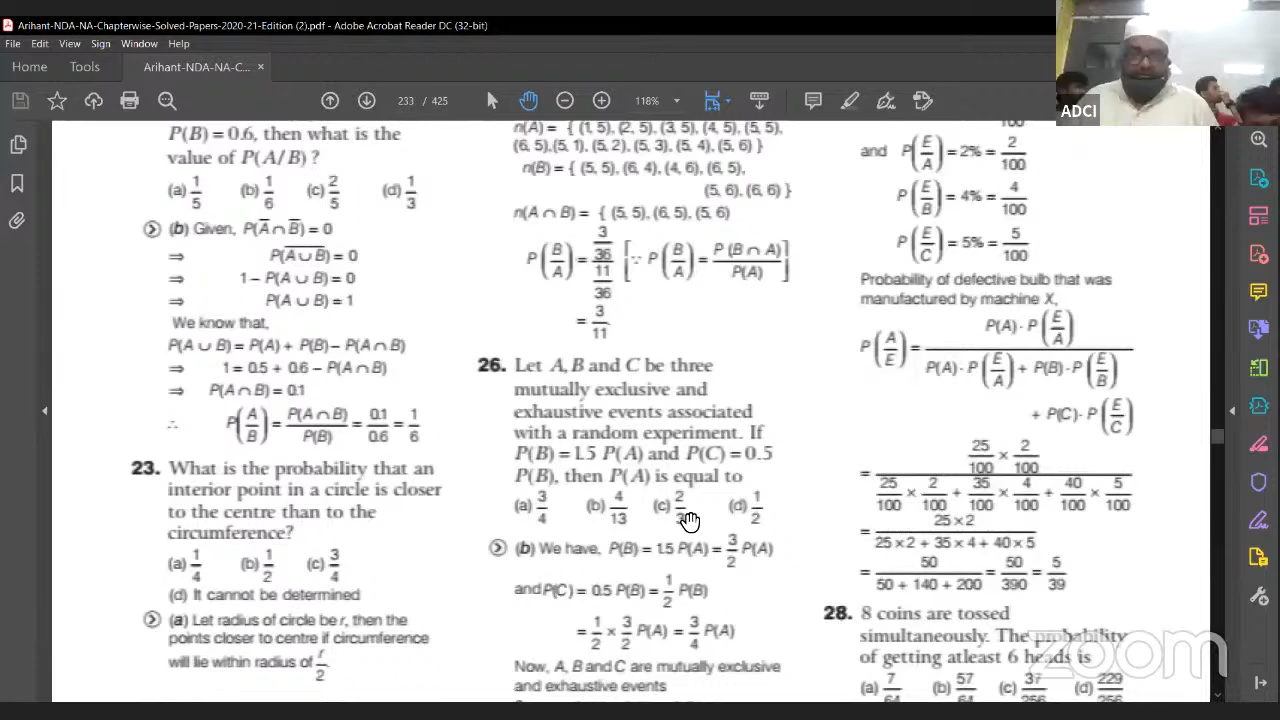 Arihant-NDA-NA-Chapterwise-Solved-Papers-2020-21-Edition (2).pdf - Adobe Acrobat Reader DC (32-bit)
File Edit View Sign Window Help
Home Tools Arihant-NDA-NA-C... ×
233 / 425 118%
ADCI
P(B) = 0.6, then what is the
value of P(A/B) ?
(a) 1/5 (b) 1/6 (c) 2/5 (d) 1/3
(b) Given, P(A̅ ∩ B̅) = 0
⇒ P(A̅ ̅∪̅ ̅B̅) = 0
⇒ 1 – P(A ∪ B) = 0
⇒ P(A ∪ B) = 1
We know that,
P(A ∪ B) = P(A) + P(B) – P(A ∩ B)
⇒ 1 = 0.5 + 0.6 – P(A ∩ B)
⇒ P(A ∩ B) = 0.1
∴ P(A/B) = P(A ∩ B)/P(B) = 0.1/0.6 = 1/6
23. What is the probability that an
interior point in a circle is closer
to the centre than to the
circumference?
(a) 1/4 (b) 1/2 (c) 3/4
(d) It cannot be determined
(a) Let radius of circle be r, then the
points closer to centre if circumference
will lie within radius of r/2.
n(A) = { (1, 5), (2, 5), (3, 5), (4, 5), (5, 5),
(6, 5), (5, 1), (5, 2), (5, 3), (5, 4), (5, 6) }
n(B) = { (5, 5), (6, 4), (4, 6), (6, 5),
(5, 6), (6, 6) }
n(A ∩ B) = { (5, 5), (6, 5), (5, 6)
P(B/A) = (3/36)/(11/36) [∵ P(B/A) = P(B ∩ A)/P(A)]
= 3/11
26. Let A, B and C be three
mutually exclusive and
exhaustive events associated
with a random experiment. If
P(B) = 1.5 P(A) and P(C) = 0.5
P(B), then P(A) is equal to
(a) 3/4 (b) 4/13 (c) 2/3 (d) 1/2
(b) We have, P(B) = 1.5 P(A) = 3/2 P(A)
and P(C) = 0.5 P(B) = 1/2 P(B)
= 1/2 × 3/2 P(A) = 3/4 P(A)
Now, A, B and C are mutually exclusive
and exhaustive events
and P(E/A) = 2% = 2/100
P(E/B) = 4% = 4/100
P(E/C) = 5% = 5/100
Probability of defective bulb that was
manufactured by machine X,
P(A/E) = P(A) · P(E/A) / P(A) · P(E/A) + P(B) · P(E/B)
+ P(C) · P(E/C)
= 25/100 × 2/100 / 25/100 × 2/100 + 35/100 × 4/100 + 40/100 × 5/100
= 25 × 2 / 25 × 2 + 35 × 4 + 40 × 5
= 50 / 50 + 140 + 200 = 50/390 = 5/39
28. 8 coins are tossed
simultaneously. The probability
of getting atleast 6 heads is
(a) 7/64 (b) 57/64 (c) 37/256 (d) 229/256
zoom